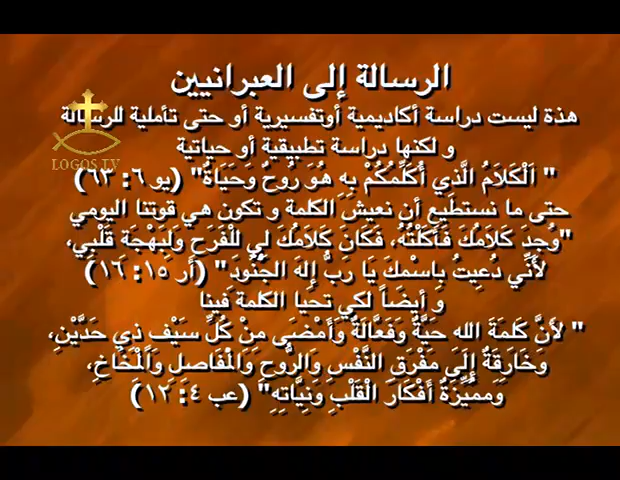 الرسالة إلى العبرانيين
هذة ليست دراسة أكاديمية أوتفسيرية أو حتى تأملية للرسالة
و لكنها دراسة تطبيقية أو حياتية
" اَلْكَلاَمُ الَّذِي أُكَلِّمُكُمْ بِهِ هُوَ رُوحٌ وَحَيَاةٌ" (يو ٦: ٦٣)
حتى ما نستطيع أن نعيش الكلمة و تكون هي قوتنا اليومي
"وُجِدَ كَلاَمُكَ فَأَكَلْتُهُ، فَكَانَ كَلاَمُكَ لِي لِلْفَرَحِ وَلِبَهْجَةِ قَلْبِي،
لأَنِّي دُعِيتُ بِاسْمِكَ يَا رَبُّ إِلهَ الْجُنُودِ" (أر ١٥: ١٦)
و أيضاً لكي تحيا الكلمة فينا
" لأَنَّ كَلِمَةَ الله حَيَّةٌ وَفَعَّالَةٌ وَأَمْضَى مِنْ كُلِّ سَيْفٍ ذِي حَدَّيْنِ،
وَخَارِقَةٌ إِلَى مَفْرَقِ النَّفْسِ وَالرُّوحِ وَالْمَفَاصِلِ وَالْمِخَاخِ،
وَمُمَيِّزَةٌ أَفْكَارَ الْقَلْبِ وَنِيَّاتِهِ" (عب ٤: ١٢)
LOGOS TV